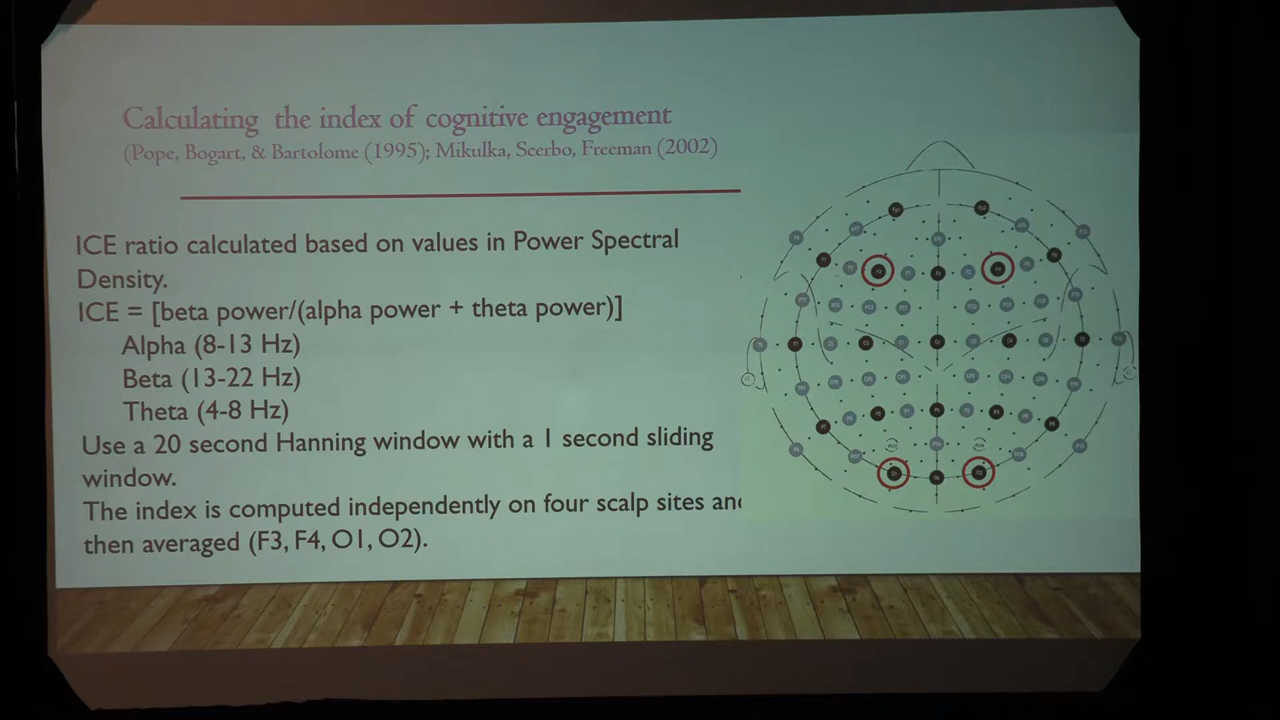 Calculating the index of cognitive engagement
(Pope, Bogart, & Bartolome (1995); Mikulka, Scerbo, Freeman (2002)
ICE ratio calculated based on values in Power Spectral
Density.
ICE = [beta power/(alpha power + theta power)]
Alpha (8-13 Hz)
Beta (13-22 Hz)
Theta (4-8 Hz)
Use a 20 second Hanning window with a 1 second sliding
window.
The index is computed independently on four scalp sites and
then averaged (F3, F4, O1, O2).